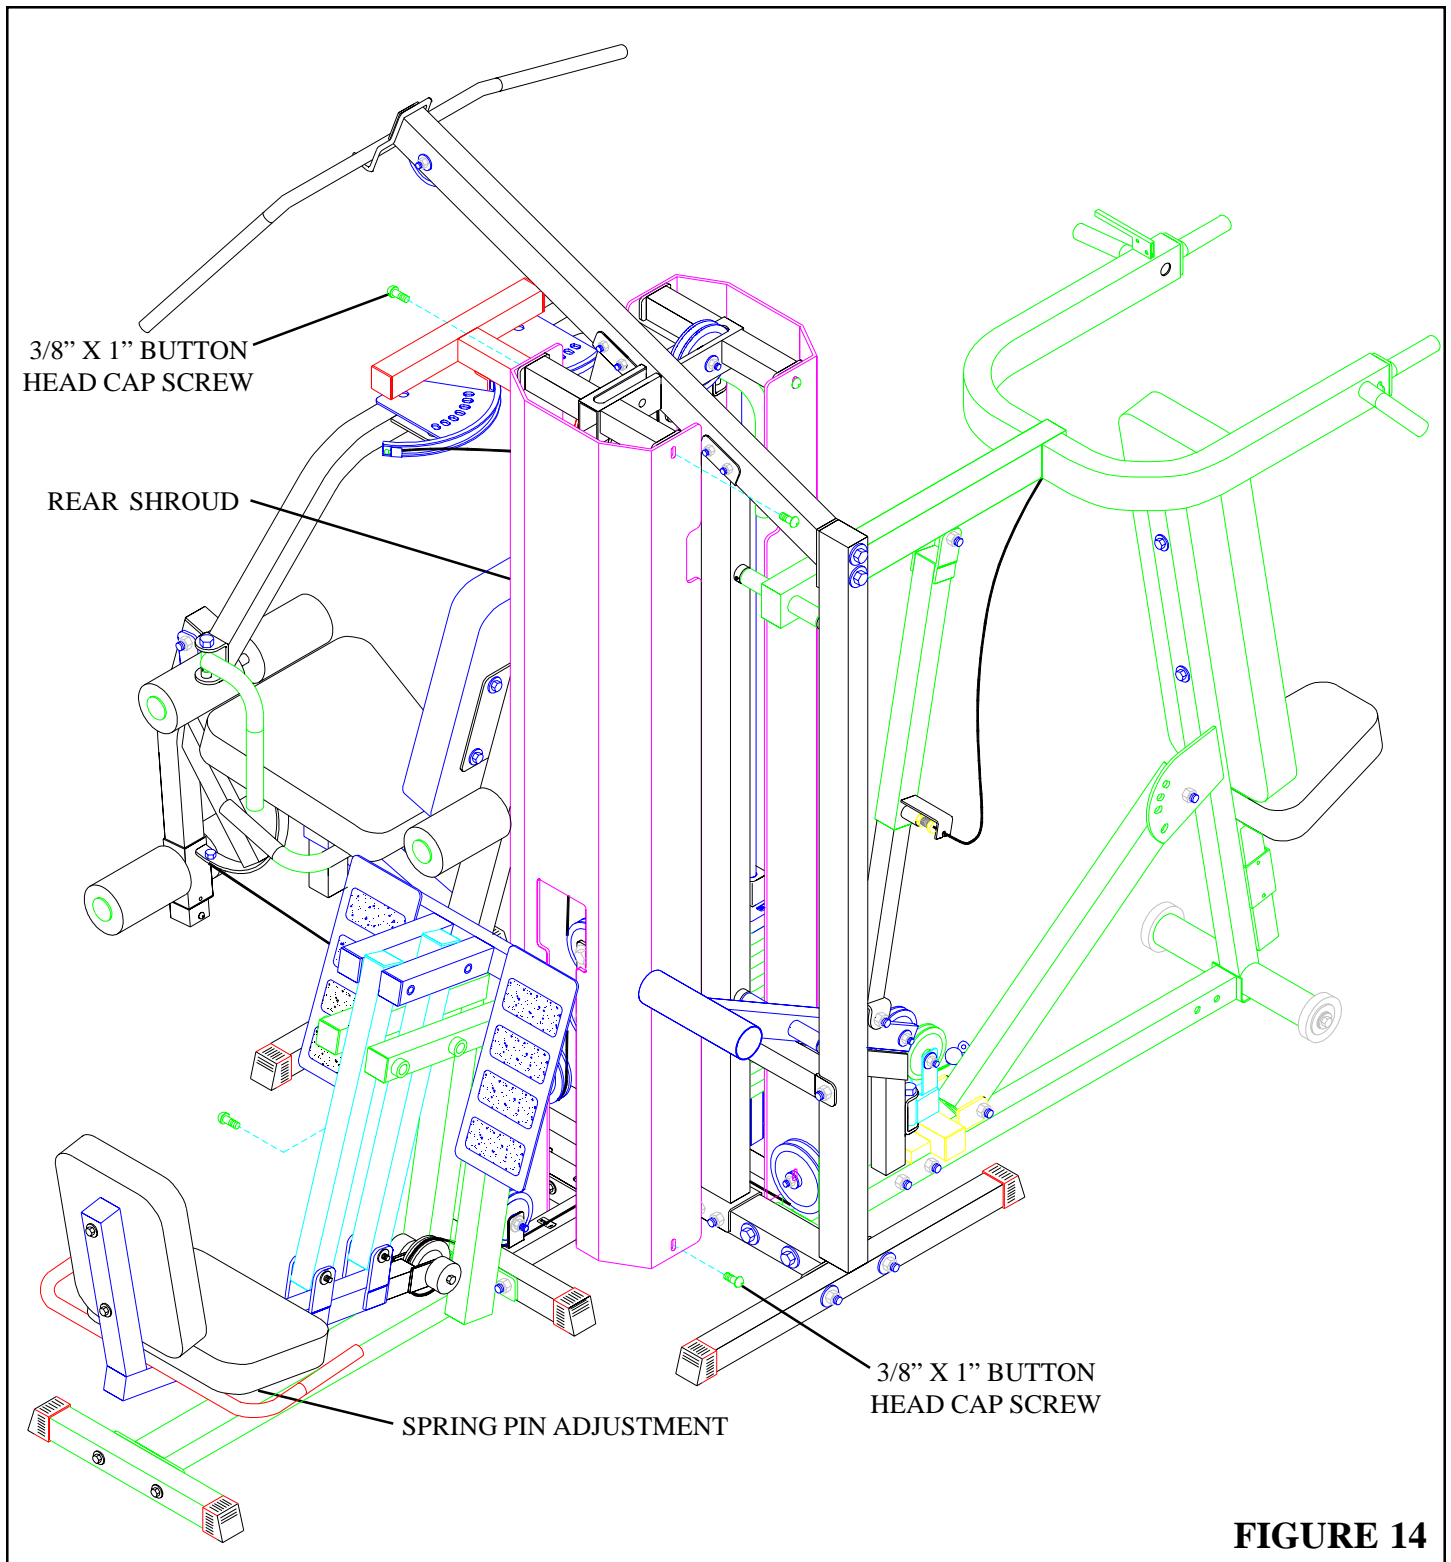 3/8” X 1” BUTTON
HEAD CAP SCREW
REAR SHROUD
3/8” X 1” BUTTON
HEAD CAP SCREW
SPRING PIN ADJUSTMENT
FIGURE 14